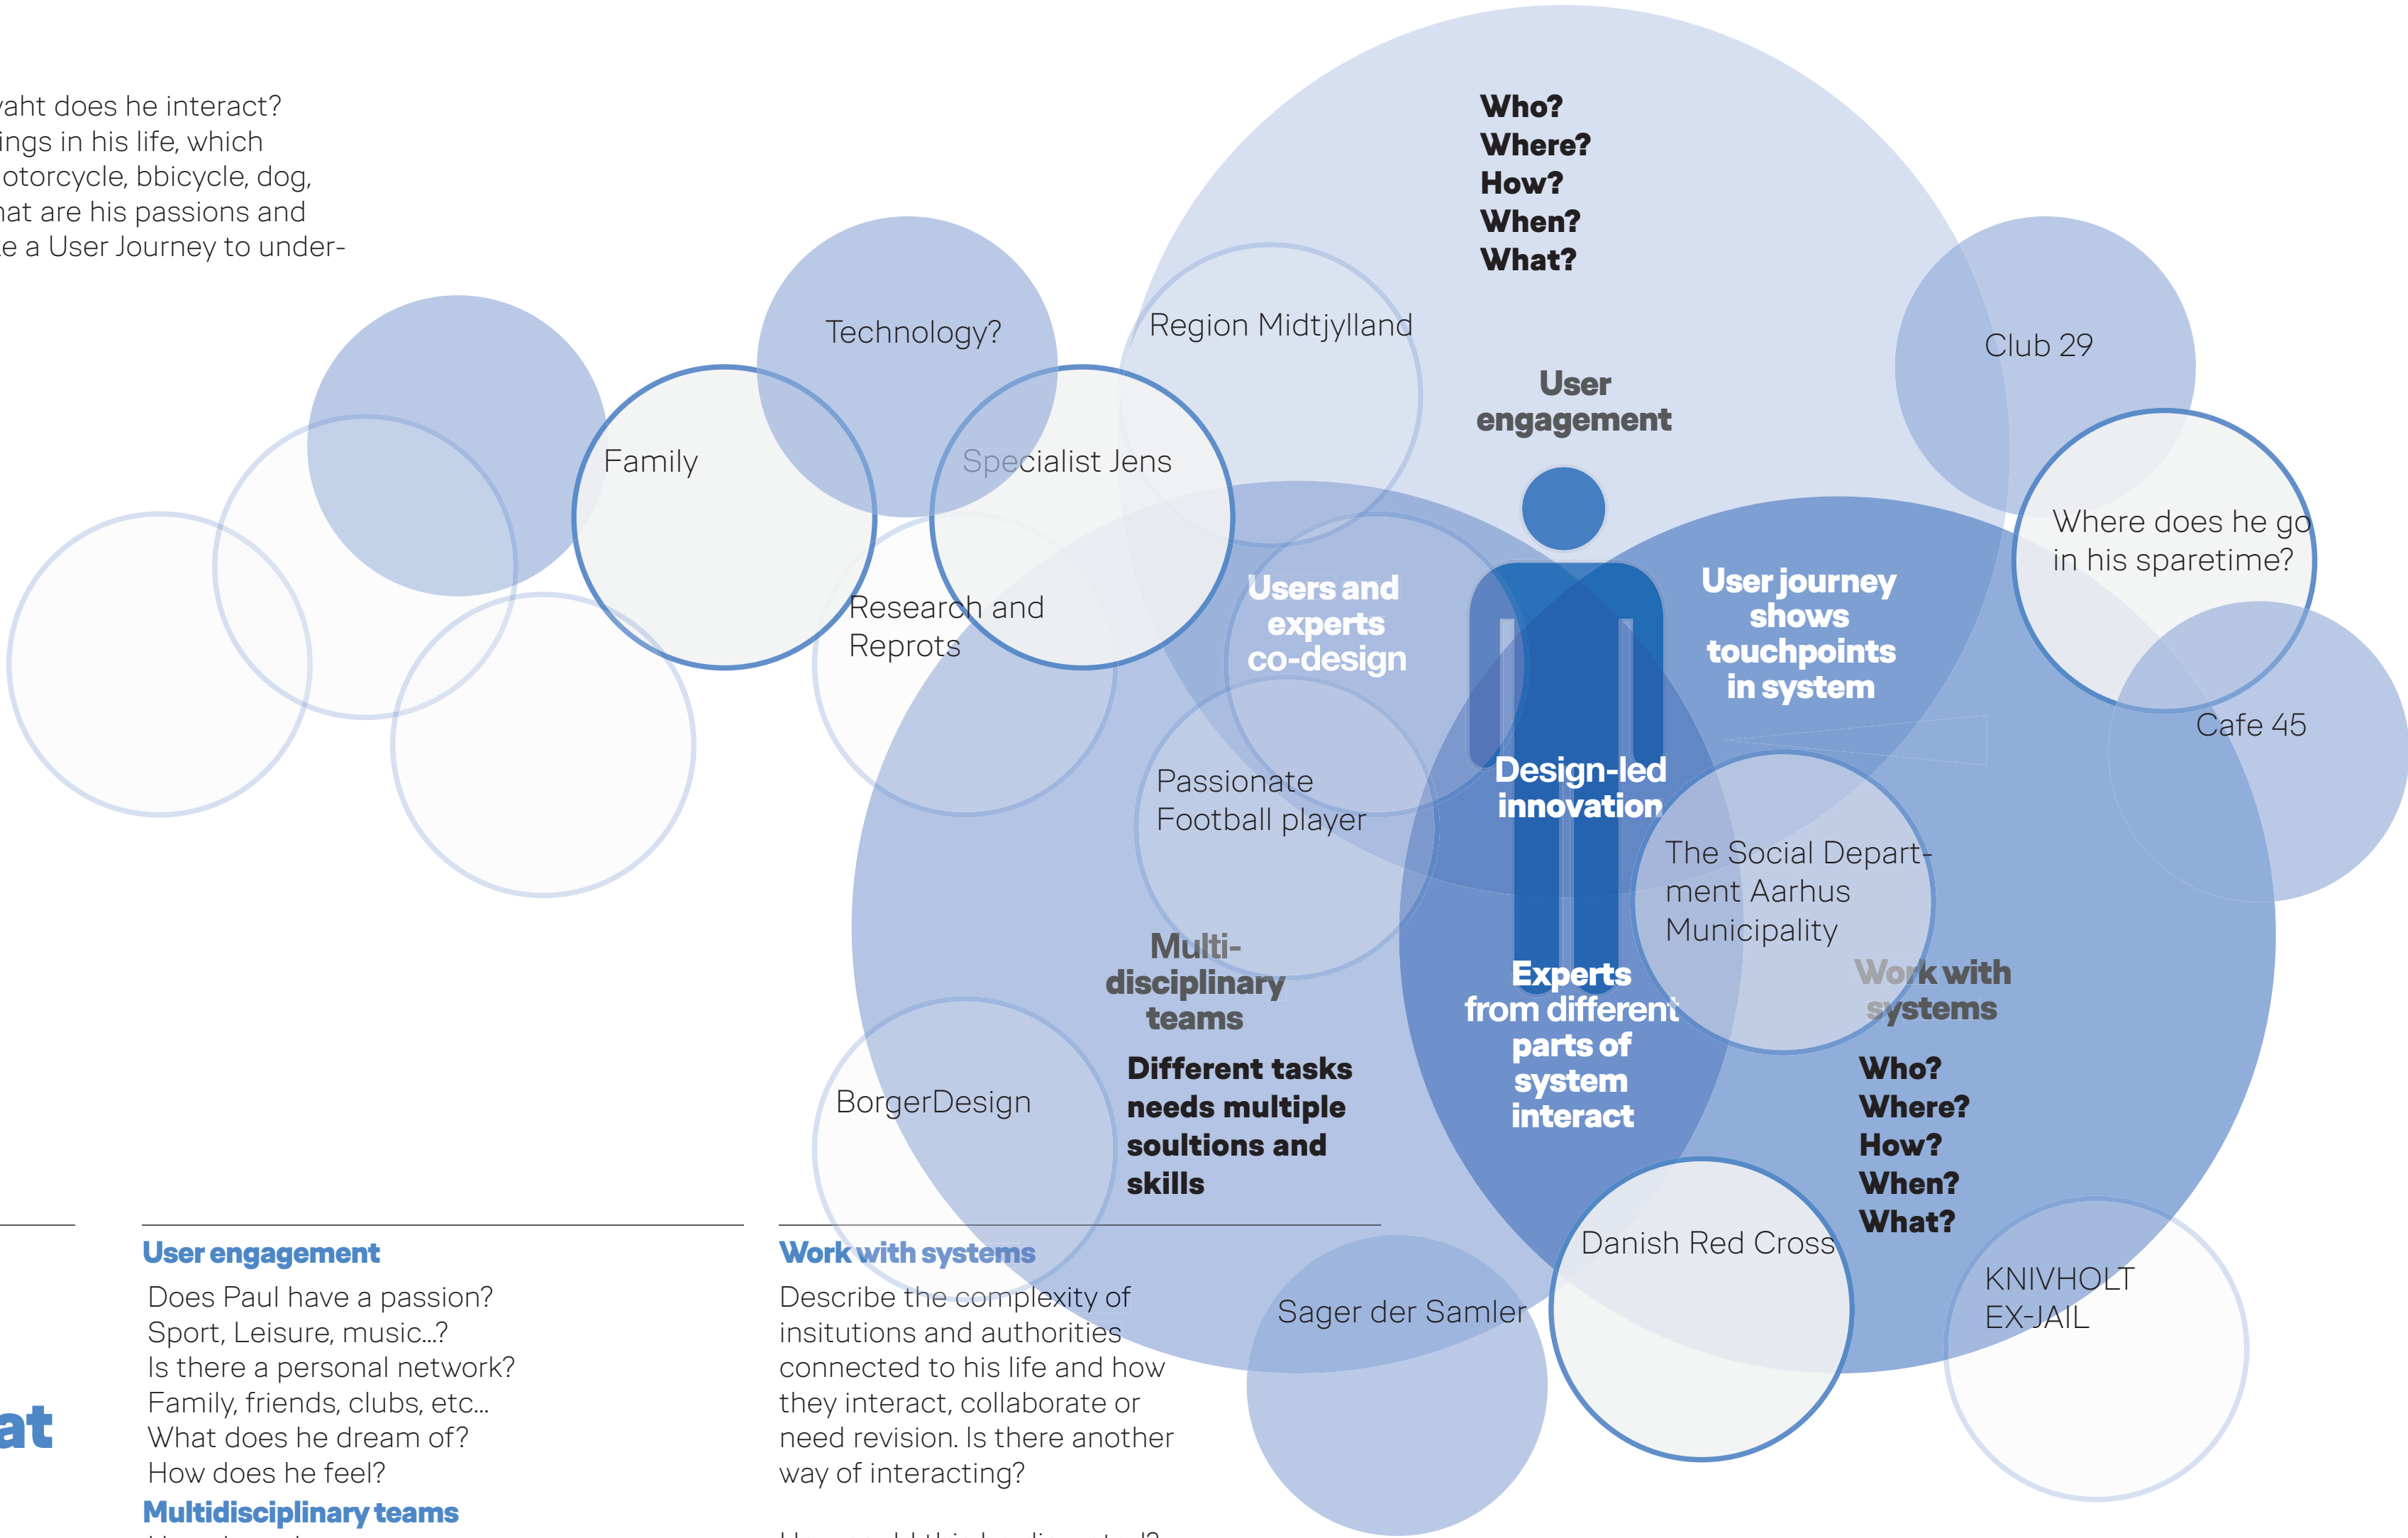 does he interact?
in his life, which
bbicycle, dog,
are his passions and
a User Journey to under-
Who?
Where?
How?
When?
What?
Technology?
Region Midtjylland
Club 29
User
engagement
Family
Specialist Jens
Where does he go
in his sparetime?
Research and
Reprots
Users and
experts
co-design
User journey
shows
touchpoints
in system
Cafe 45
Passionate
Football player
Design-led
innovation
The Social Depart-
ment Aarhus
Municipality
Multi-
disciplinary
teams
Experts
from different
parts of
system
interact
Work with
systems
Different tasks
needs multiple
soultions and
skills
Who?
Where?
How?
When?
What?
BorgerDesign
Danish Red Cross
KNIVHOLT
EX-JAIL
Sager der Samler
User engagement
Does Paul have a passion?
Sport, Leisure, music...?
Is there a personal network?
Family, friends, clubs, etc...
What does he dream of?
How does he feel?
Multidisciplinary teams
Work with systems
Describe the complexity of
insitutions and authorities
connected to his life and how
they interact, collaborate or
need revision. Is there another
way of interacting?
at